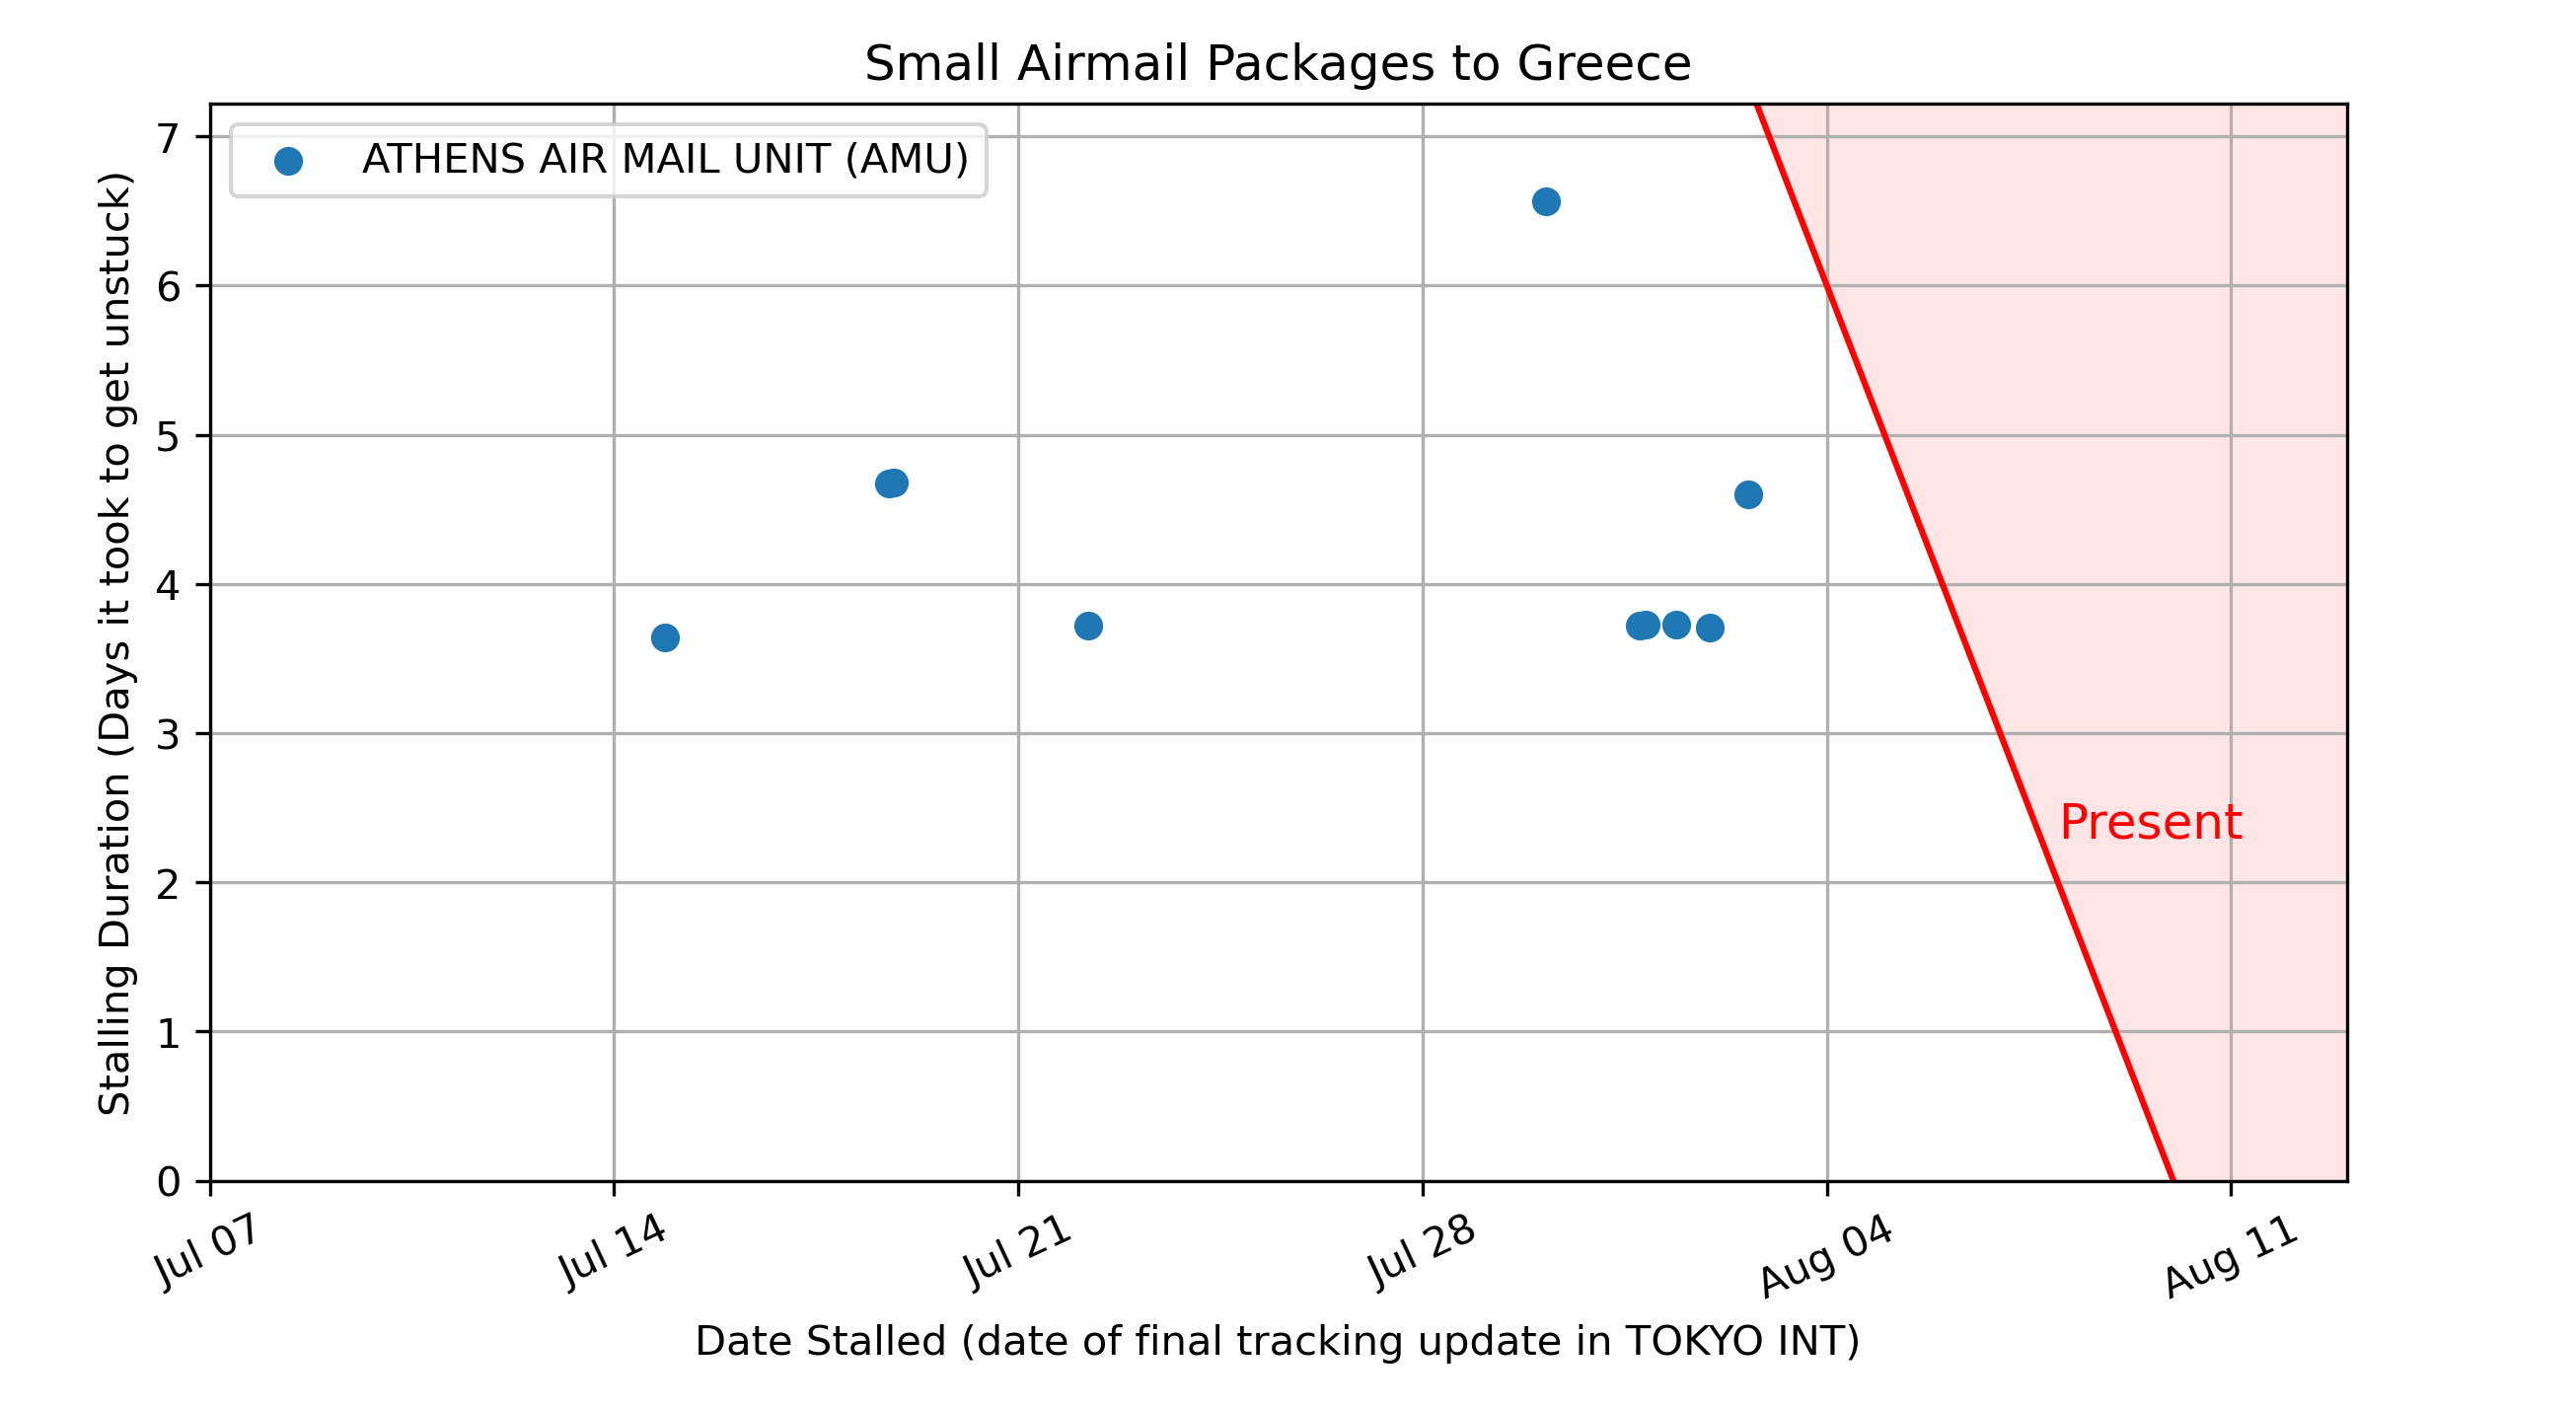 Small Airmail Packages to Greece
ATHENS AIR MAIL UNIT (AMU)
Stalling Duration (Days it took to get unstuck)
7
6
5
4
3
2
1
0
Present
Jul 07
Jul 14
Jul 21
Jul 28
Aug 04
Aug 11
Date Stalled (date of final tracking update in TOKYO INT)